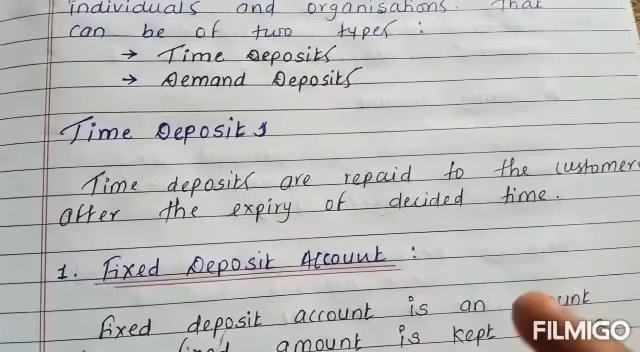 individuals and organisations. That
can be of two types :
→ Time Deposits
→ Demand Deposits
Time Deposits
Time deposits are repaid to the customer
after the expiry of decided time.
1. Fixed Deposit Account :
fixed deposit account is an
fixed amount is kept
FILMIGO